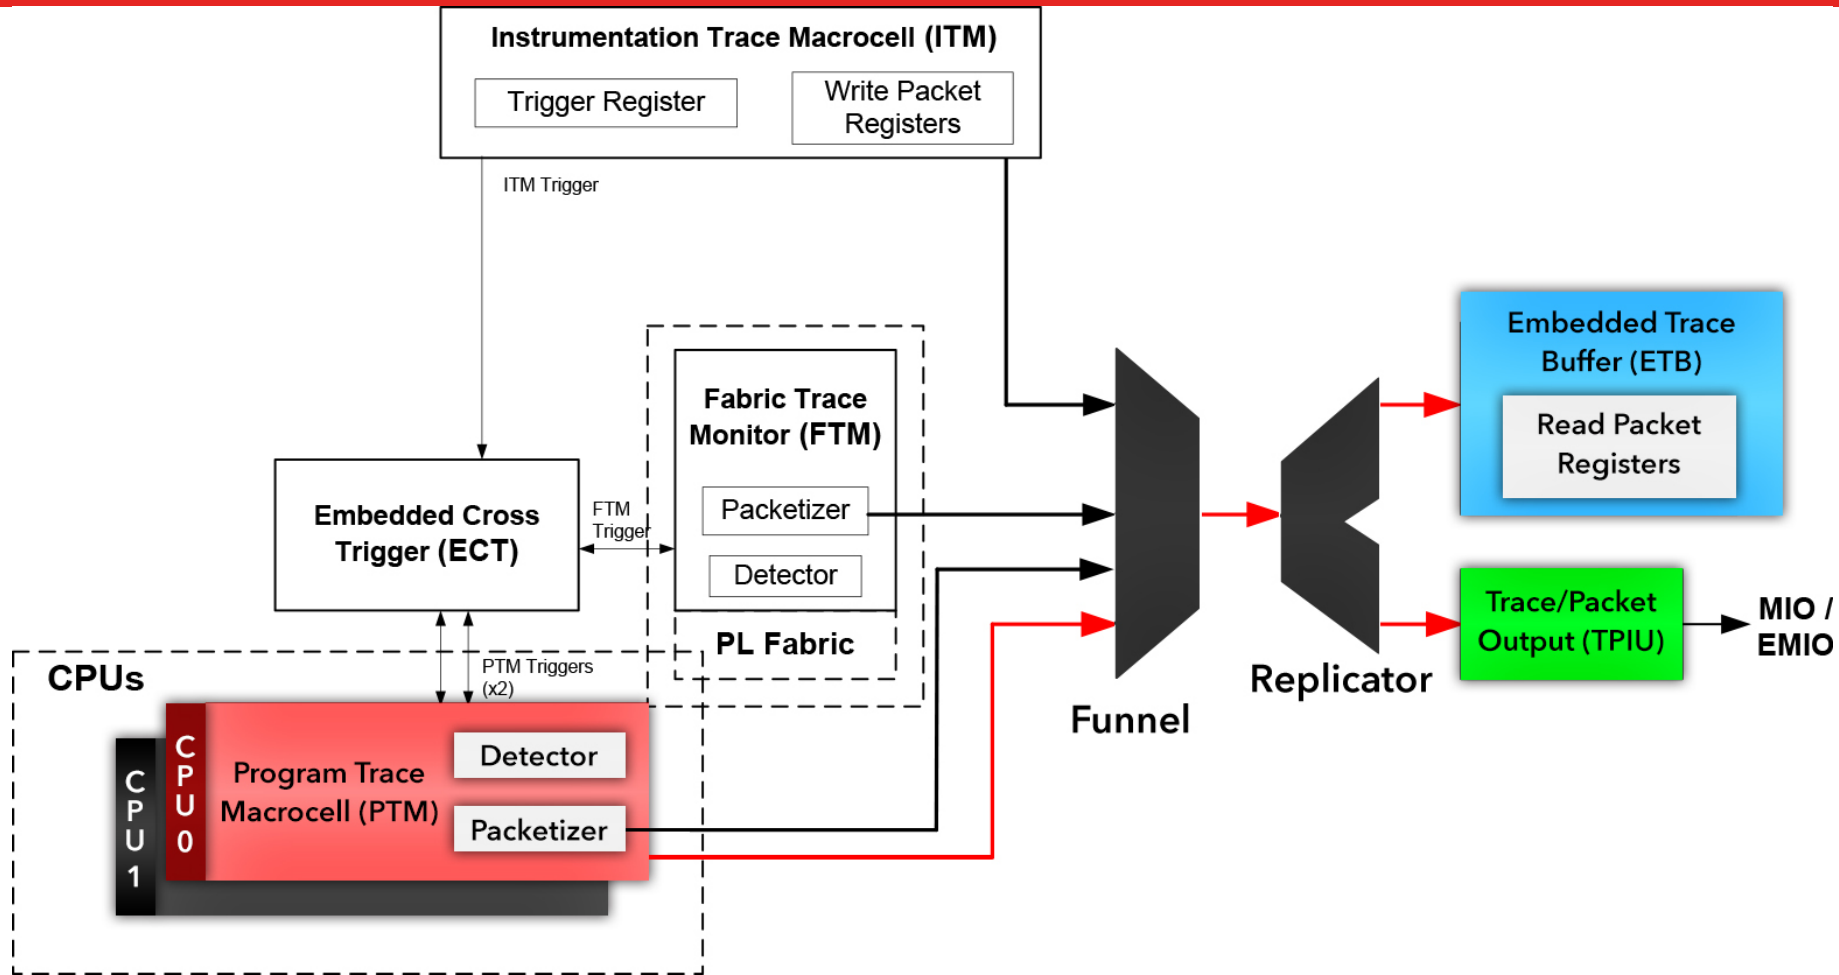 Instrumentation Trace Macrocell (ITM)
Trigger Register
Write Packet
Registers
ITM Trigger
Embedded Trace
Buffer (ETB)
Read Packet
Registers
Fabric Trace
Monitor (FTM)
Packetizer
Detector
PL Fabric
Embedded Cross
Trigger (ECT)
FTM
Trigger
Trace/Packet
Output (TPIU)
MIO /
EMIO
Replicator
Funnel
PTM Triggers
(x2)
CPUs
CPU1
CPU0
Program Trace
Macrocell (PTM)
Detector
Packetizer